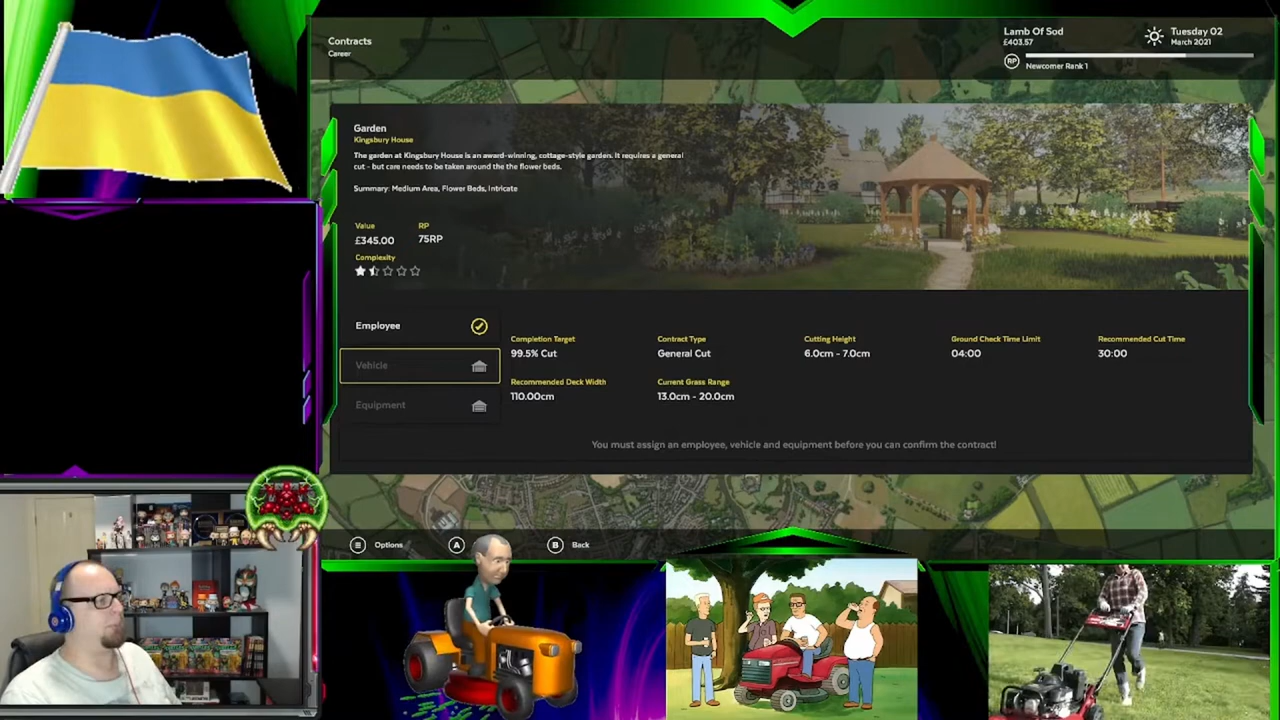 Contracts
Career
Lamb Of Sod
£403.57
Tuesday 02
March 2021
RP
Newcomer Rank 1
Garden
Kingsbury House
The garden at Kingsbury House is an award-winning, cottage-style garden. It requires a general
cut - but care needs to be taken around the the flower beds.
Summary: Medium Area, Flower Beds, Intricate
Value
RP
£345.00
75RP
Complexity
Employee
Vehicle
Equipment
Completion Target
99.5% Cut
Contract Type
General Cut
Cutting Height
6.0cm - 7.0cm
Ground Check Time Limit
04:00
Recommended Cut Time
30:00
Recommended Deck Width
110.00cm
Current Grass Range
13.0cm - 20.0cm
You must assign an employee, vehicle and equipment before you can confirm the contract!
Options
A
B
Back